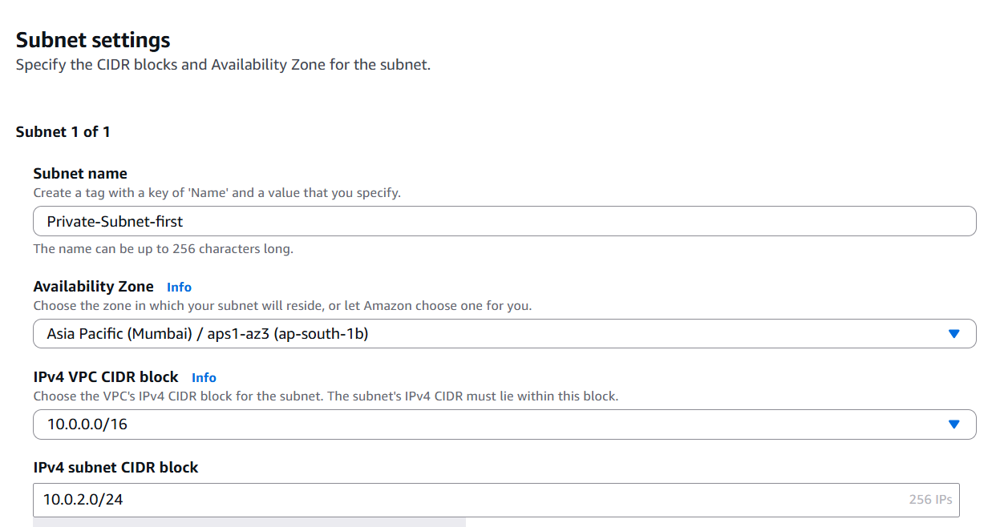 Subnet settings
Specify the CIDR blocks and Availability Zone for the subnet.
Subnet 1 of 1
Subnet name
Create a tag with a key of 'Name' and a value that you specify.
Private-Subnet-first
The name can be up to 256 characters long.
Availability Zone Info
Choose the zone in which your subnet will reside, or let Amazon choose one for you.
Asia Pacific (Mumbai) / aps1-az3 (ap-south-1b)
IPv4 VPC CIDR block Info
Choose the VPC's IPv4 CIDR block for the subnet. The subnet's IPv4 CIDR must lie within this block.
10.0.0.0/16
IPv4 subnet CIDR block
10.0.2.0/24 256 IPs